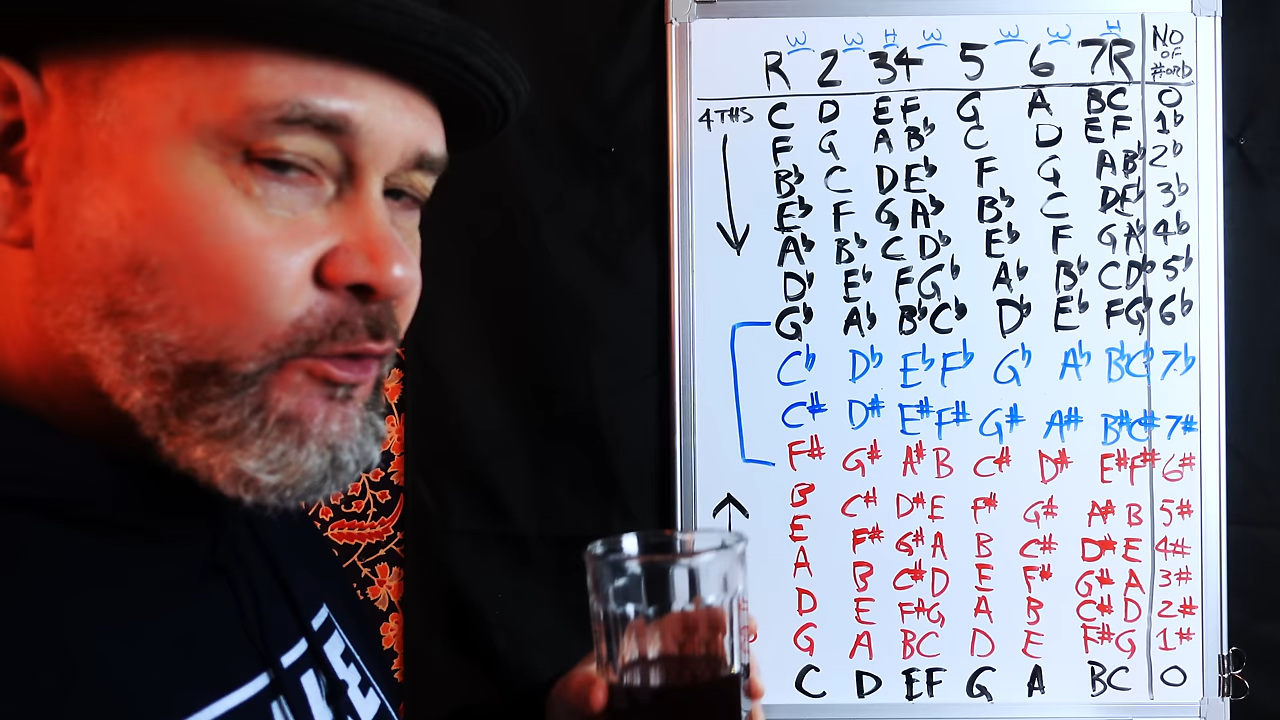 W W H W W W H
R 2 3 4 5 6 7 R NO OF # OR b
4THS
C D E F G A B C 0
F G A B♭ C D E F 1♭
B♭ C D E♭ F G A B♭ 2♭
E♭ F G A♭ B♭ C D E♭ 3♭
A♭ B♭ C D♭ E♭ F G A♭ 4♭
D♭ E♭ F G♭ A♭ B♭ C D♭ 5♭
G♭ A♭ B♭ C♭ D♭ E♭ F G♭ 6♭
C♭ D♭ E♭ F♭ G♭ A♭ B♭ C♭ 7♭
C# D# E# F# G# A# B# C# 7#
F# G# A# B C# D# E# F# 6#
B C# D# E F# G# A# B 5#
E F# G# A B C# D# E 4#
A B C# D E F# G# A 3#
D E F# G A B C# D 2#
G A B C D E F# G 1#
C D E F G A B C 0